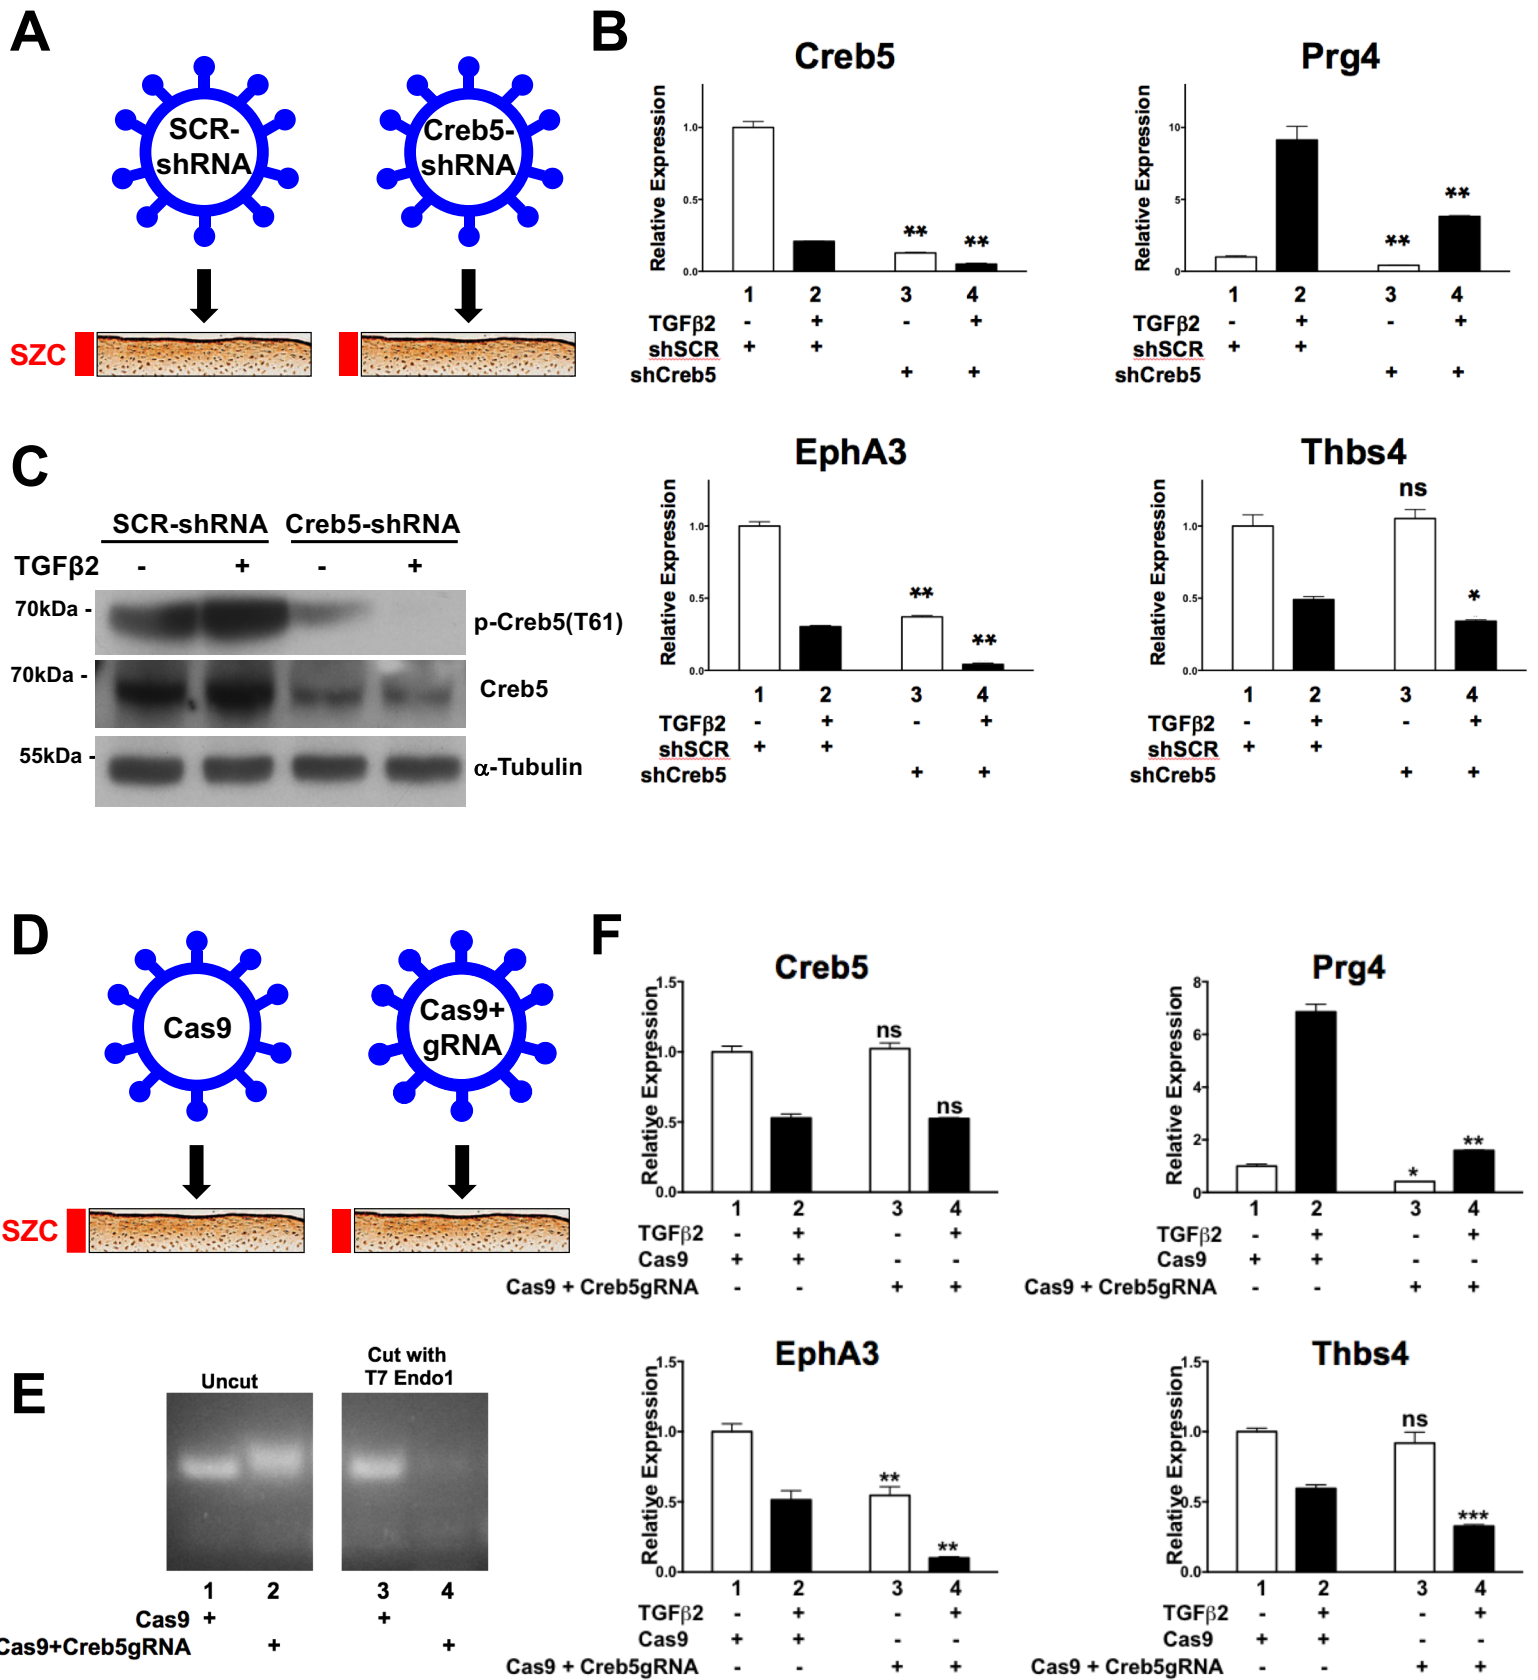 A
SCR-
shRNA
Creb5-
shRNA
SZC
B
Creb5
Relative Expression
1.0
0.5
0.0
1 2 3 4
TGFβ2 - + - +
shSCR + +
shCreb5 + +
**
**
Prg4
Relative Expression
10
5
0
**
**
1 2 3 4
TGFβ2 - + - +
shSCR + +
shCreb5 + +
EphA3
Relative Expression
1.0
0.5
0.0
**
**
1 2 3 4
TGFβ2 - + - +
shSCR + +
shCreb5 + +
Thbs4
Relative Expression
1.0
0.5
0.0
ns
*
1 2 3 4
TGFβ2 - + - +
shSCR + +
shCreb5 + +
C
SCR-shRNA Creb5-shRNA
TGFβ2 - + - +
70kDa - p-Creb5(T61)
70kDa - Creb5
55kDa - α-Tubulin
D
Cas9
Cas9+
gRNA
SZC
E
Uncut
Cut with
T7 Endo1
1 2 3 4
Cas9 + +
Cas9+Creb5gRNA + +
F
Creb5
Relative Expression
1.5
1.0
0.5
0.0
ns
ns
1 2 3 4
TGFβ2 - + - +
Cas9 + + - -
Cas9 + Creb5gRNA - - + +
Prg4
Relative Expression
8
6
4
2
0
*
**
1 2 3 4
TGFβ2 - + - +
Cas9 + + - -
Cas9 + Creb5gRNA - - + +
EphA3
Relative Expression
1.5
1.0
0.5
0.0
**
**
1 2 3 4
TGFβ2 - + - +
Cas9 + + - -
Cas9 + Creb5gRNA - - + +
Thbs4
Relative Expression
1.5
1.0
0.5
0.0
ns
***
1 2 3 4
TGFβ2 - + - +
Cas9 + + - -
Cas9 + Creb5gRNA - - + +